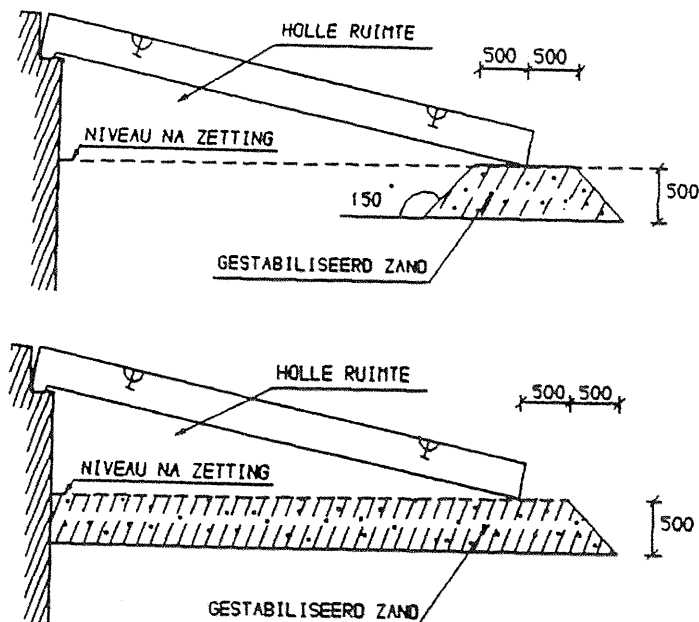 HOLLE RUIMTE
500 500
NIVEAU NA ZETTING
150°
500
GESTABILISEERD ZAND
HOLLE RUIMTE
500 500
NIVEAU NA ZETTING
500
GESTABILISEERD ZAND